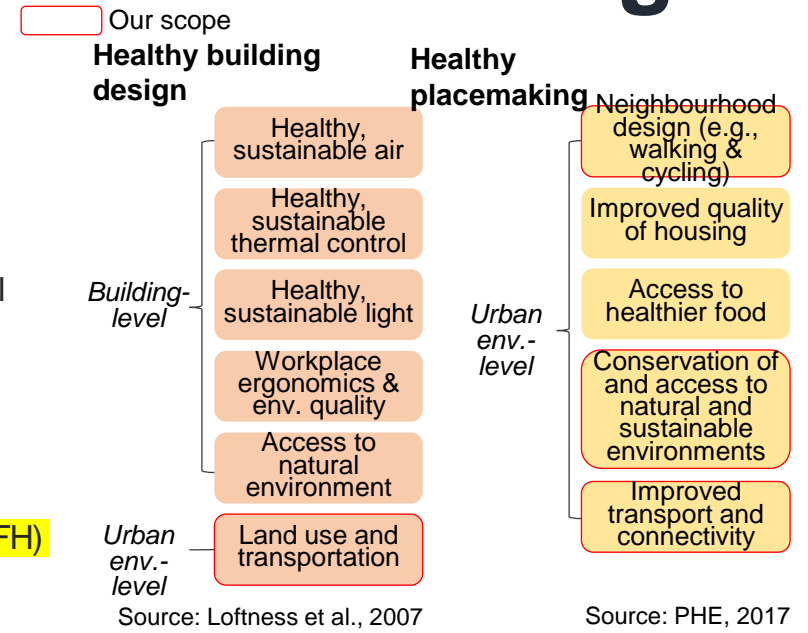 g
Our scope
Healthy building
design
Healthy,
sustainable air
Healthy,
sustainable
thermal control
Building-
level
Healthy,
sustainable light
Workplace
ergonomics &
env. quality
Access to
natural
environment
Urban
env.-
level
Land use and
transportation
Source: Loftness et al., 2007
Healthy
placemaking
Neighbourhood
design (e.g.,
walking &
cycling)
Improved quality
of housing
Access to
healthier food
Urban
env.-
level
Conservation of
and access to
natural and
sustainable
environments
Improved
transport and
connectivity
Source: PHE, 2017
l
FH)